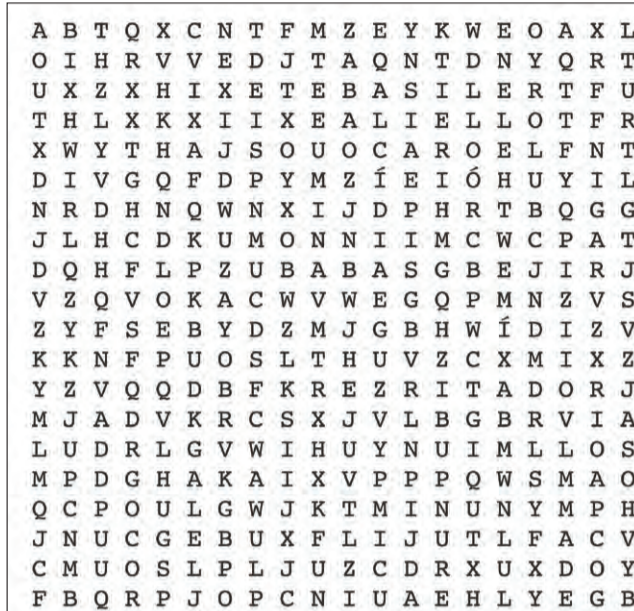 A B T Q X C N T F M Z E Y K W E O A X L
O I H R V V E D J T A Q N T D N Y Q R T
U X Z X H I X E T E B A S I L E R T F U
T H L X K X I I X E A L I E L L O T F R
X W Y T H A J S O U O C A R O E L F N T
D I V G Q F D P Y M Z Í E I Ó H U Y I L
N R D H N Q W N X I J D P H R T B Q G G
J L H C D K U M O N N I I M C W C P A T
D Q H F L P Z U B A B A S G B E J I R J
V Z Q V O K A C W V W E G Q P M N Z V S
Z Y F S E B Y D Z M J G B H W Í D I Z V
K K N F P U O S L T H U V Z C X M I X Z
Y Z V Q Q D B F K R E Z R I T A D O R J
M J A D V K R C S X J V L B G B R V I A
L U D R L G V W I H U Y N U I M L L O S
M P D G H A K A I X V P P P Q W S M A O
Q C P O U L G W J K T M I N U N Y M P H
J N U C G E B U X F L I J U T L F A C V
C M U O S L P L J U Z C D R X U X D O Y
F B Q R P J O P C N I U A E H L Y E G B